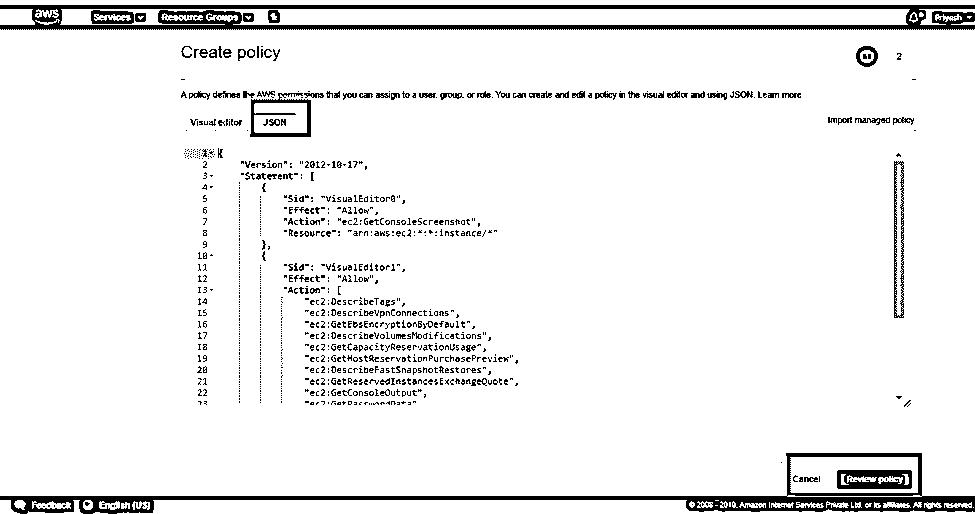 aws Services Resource Groups Priyesh
Create policy
2
A policy defines the AWS permissions that you can assign to a user, group, or role. You can create and edit a policy in the visual editor and using JSON. Learn more
Visual editor JSON Import managed policy
1 {
2 "Version": "2012-10-17",
3 "Statement": [
4 {
5 "Sid": "VisualEditor0",
6 "Effect": "Allow",
7 "Action": "ec2:GetConsoleScreenshot",
8 "Resource": "arn:aws:ec2:*:*:instance/*"
9 },
10 {
11 "Sid": "VisualEditor1",
12 "Effect": "Allow",
13 "Action": [
14 "ec2:DescribeTags",
15 "ec2:DescribeVpnConnections",
16 "ec2:GetEbsEncryptionByDefault",
17 "ec2:DescribeVolumesModifications",
18 "ec2:GetCapacityReservationUsage",
19 "ec2:GetHostReservationPurchasePreview",
20 "ec2:DescribeFastSnapshotRestores",
21 "ec2:GetReservedInstancesExchangeQuote",
22 "ec2:GetConsoleOutput",
23 "ec2:GetPasswordData"
Cancel Review policy
Feedback English (US) © 2008 - 2019, Amazon Internet Services Private Ltd. or its affiliates. All rights reserved.